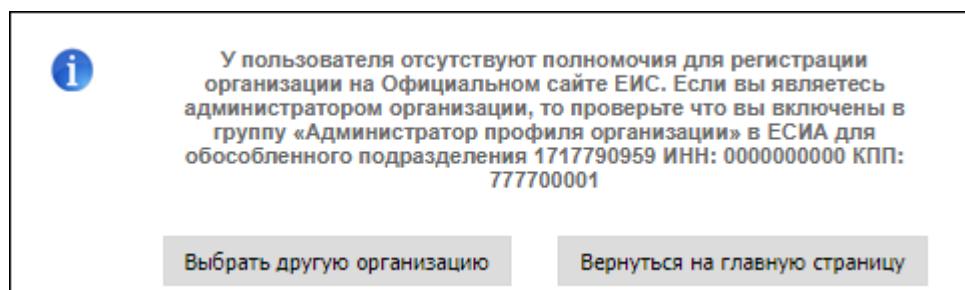 У пользователя отсутствуют полномочия для регистрации
организации на Официальном сайте ЕИС. Если вы являетесь
администратором организации, то проверьте что вы включены в
группу «Администратор профиля организации» в ЕСИА для
обособленного подразделения 1717790959 ИНН: 0000000000 КПП:
777700001
Выбрать другую организацию
Вернуться на главную страницу